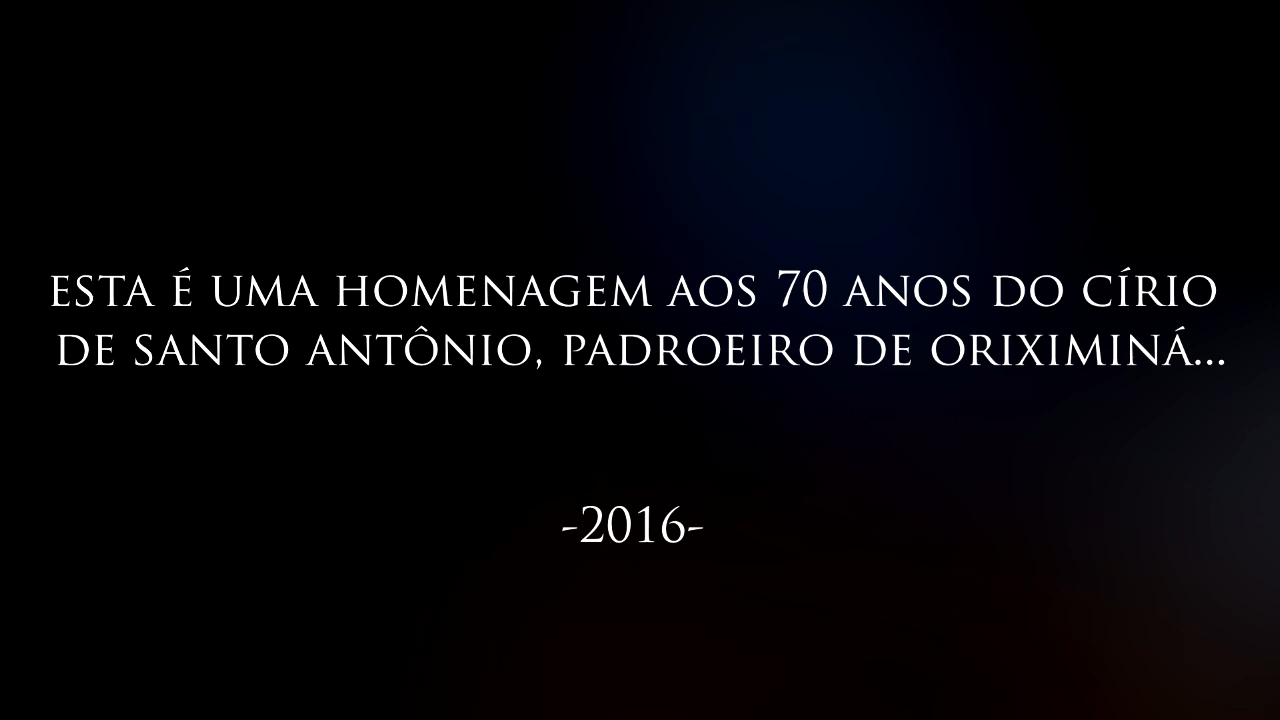 ESTA É UMA HOMENAGEM AOS 70 ANOS DO CÍRIO
DE SANTO ANTÔNIO, PADROEIRO DE ORIXIMINÁ...
-2016-